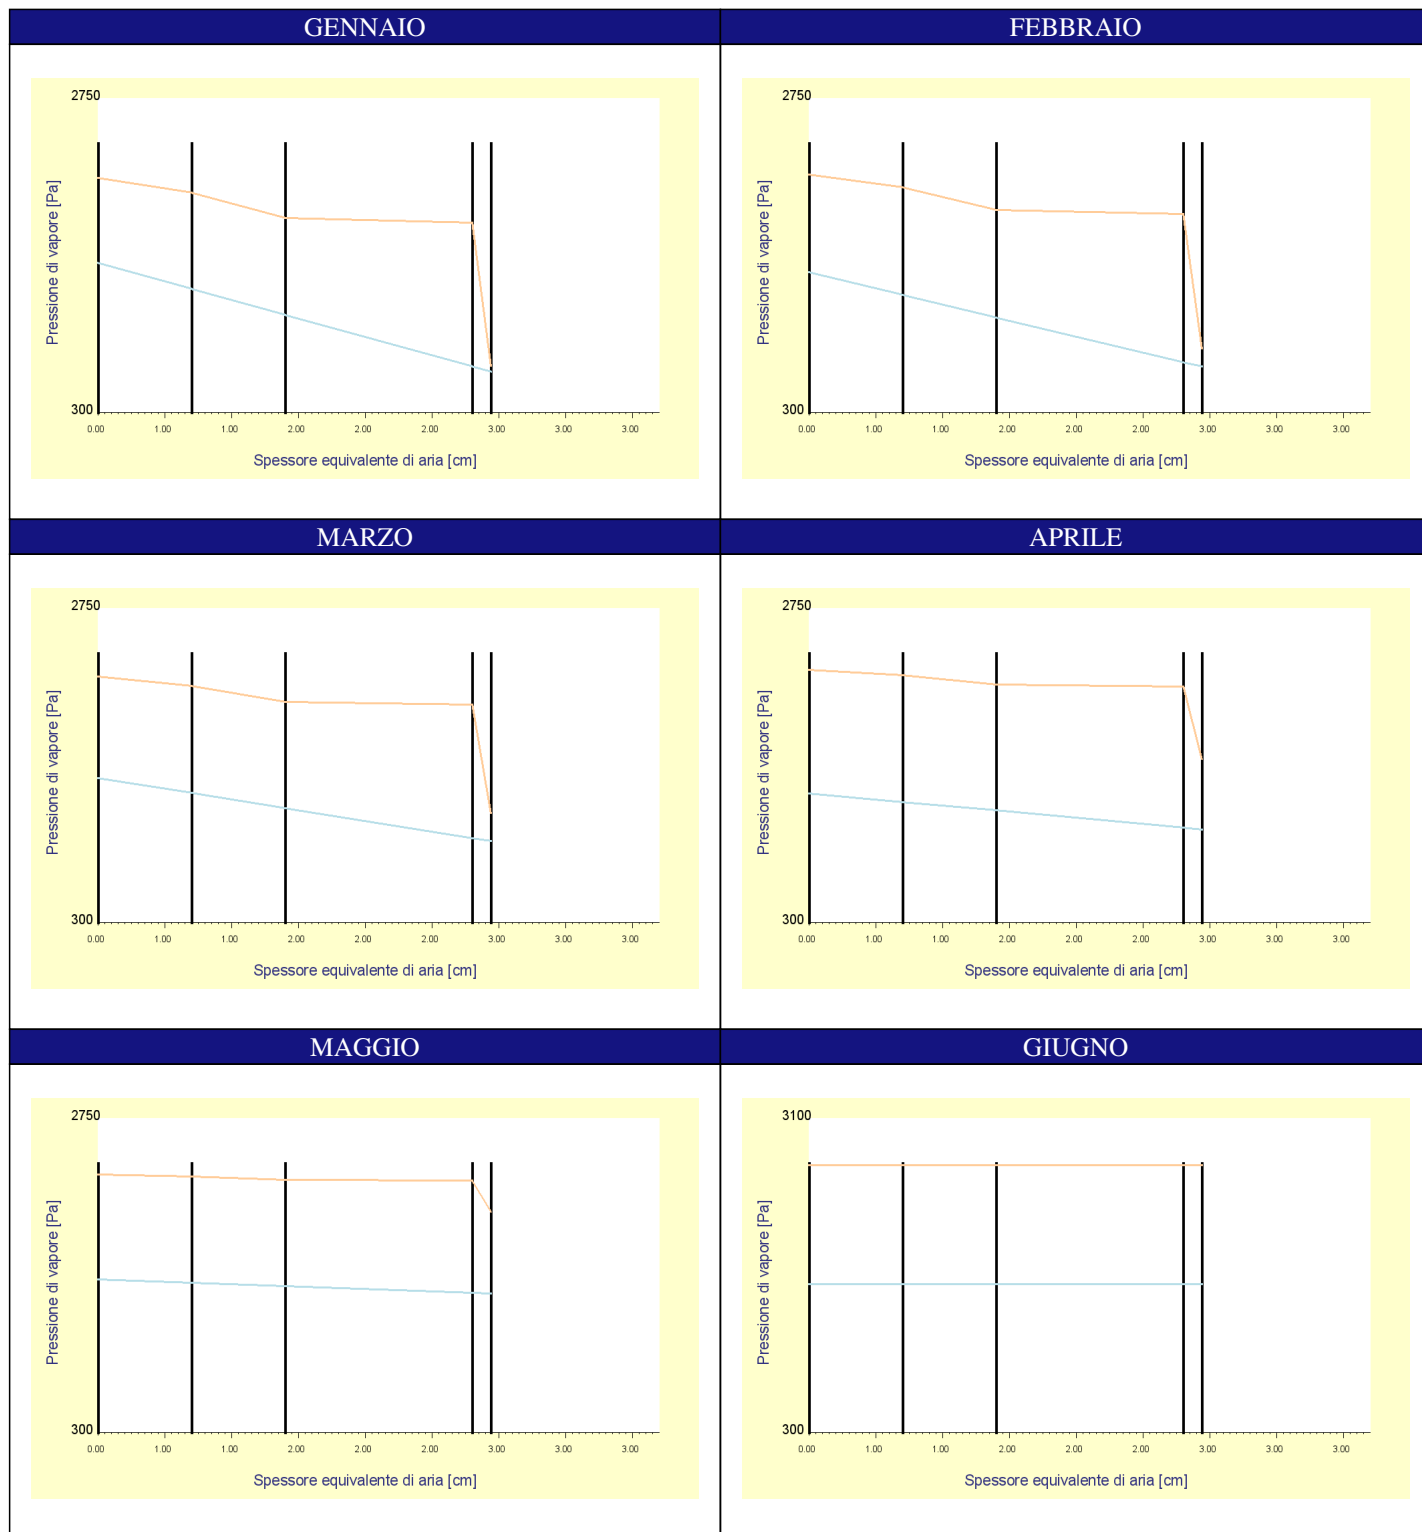 GENNAIO
2750
Pressione di vapore [Pa]
300
0.00 1.00 1.00 2.00 2.00 2.00 3.00 3.00 3.00
Spessore equivalente di aria [cm]
FEBBRAIO
2750
Pressione di vapore [Pa]
300
0.00 1.00 1.00 2.00 2.00 2.00 3.00 3.00 3.00
Spessore equivalente di aria [cm]
MARZO
2750
Pressione di vapore [Pa]
300
0.00 1.00 1.00 2.00 2.00 2.00 3.00 3.00 3.00
Spessore equivalente di aria [cm]
APRILE
2750
Pressione di vapore [Pa]
300
0.00 1.00 1.00 2.00 2.00 2.00 3.00 3.00 3.00
Spessore equivalente di aria [cm]
MAGGIO
2750
Pressione di vapore [Pa]
300
0.00 1.00 1.00 2.00 2.00 2.00 3.00 3.00 3.00
Spessore equivalente di aria [cm]
GIUGNO
3100
Pressione di vapore [Pa]
300
0.00 1.00 1.00 2.00 2.00 2.00 3.00 3.00 3.00
Spessore equivalente di aria [cm]